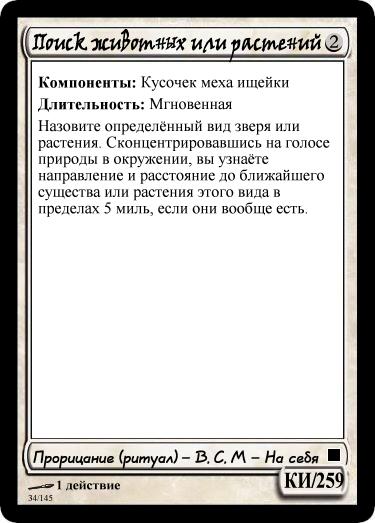 Поиск животных или растений 2
Компоненты: Кусочек меха ищейки
Длительность: Мгновенная
Назовите определённый вид зверя или
растения. Сконцентрировавшись на голосе
природы в окружении, вы узнаёте
направление и расстояние до ближайшего
существа или растения этого вида в
пределах 5 миль, если они вообще есть.
Прорицание (ритуал) – В, С, М – На себя
КИ/259
1 действие
34/145